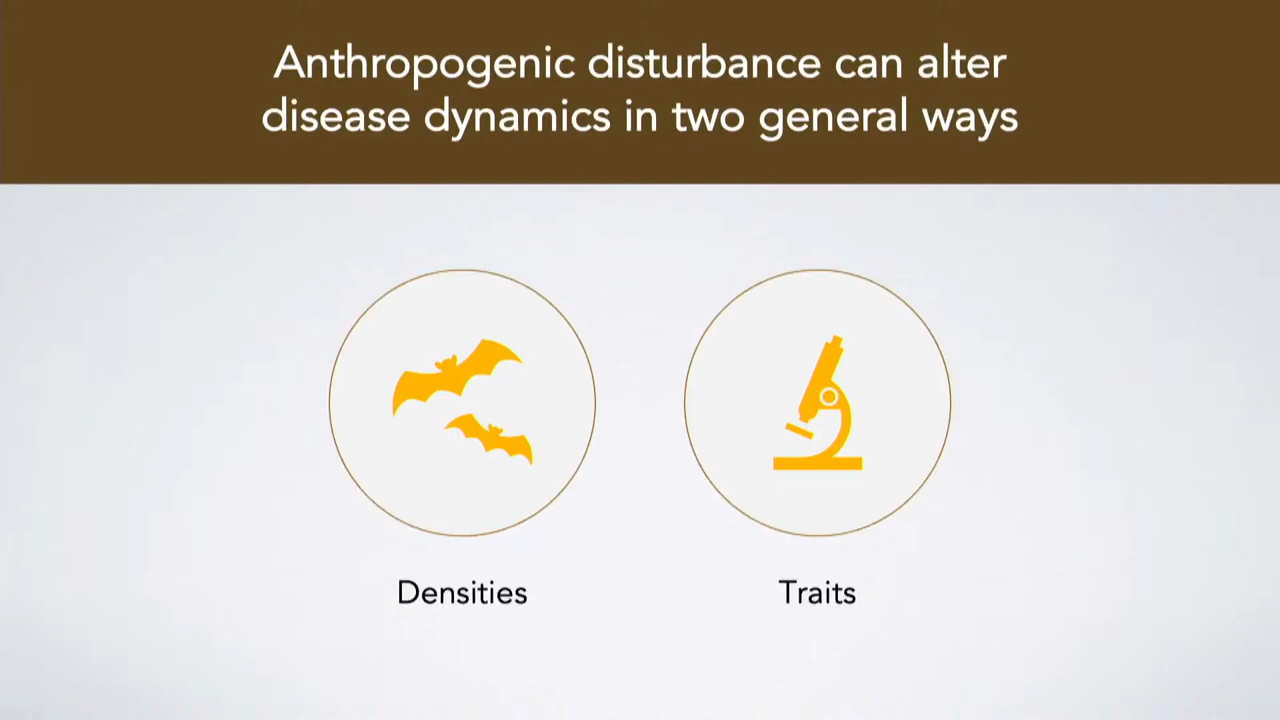 Anthropogenic disturbance can alter
disease dynamics in two general ways
Densities
Traits